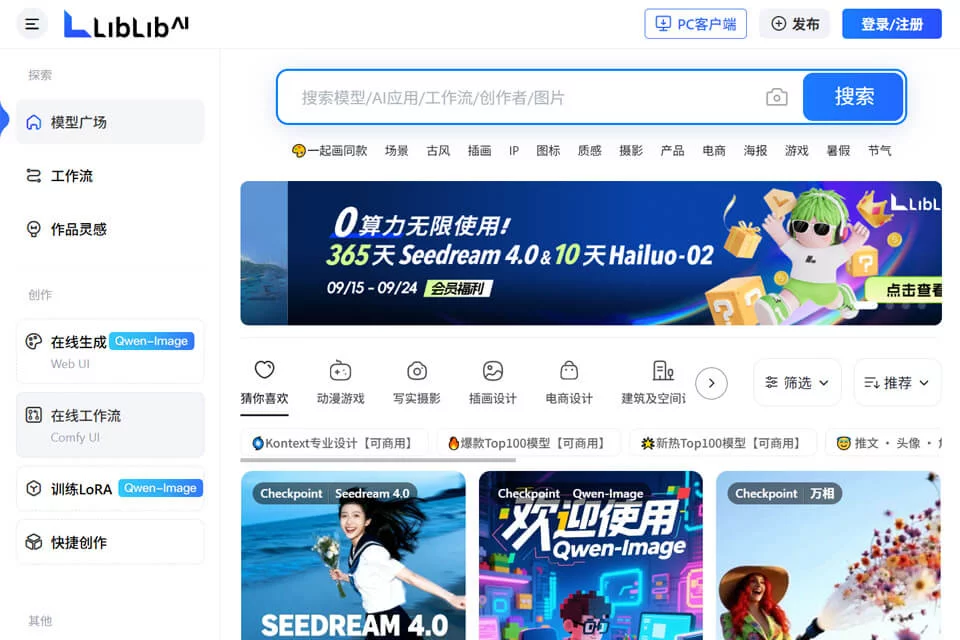 LIBLIBAI
PC客户端
发布
登录/注册
探索
模型广场
工作流
作品灵感
创作
在线生成 Qwen-Image
Web UI
在线工作流
Comfy UI
训练LoRA Qwen-Image
快捷创作
其他
搜索模型/AI应用/工作流/创作者/图片
搜索
一起画同款 场景 古风 插画 IP 图标 质感 摄影 产品 电商 海报 游戏 暑假 节气
0算力无限使用!
365天 Seedream 4.0 & 10天 Hailuo-02
09/15 - 09/24 会员福利
LIBL
点击查看
猜你喜欢 动漫游戏 写实摄影 插画设计 电商设计 建筑及空间
筛选
推荐
Kontext专业设计【可商用】 爆款Top100模型【可商用】 新热Top100模型【可商用】 推文 · 头像 ·
Checkpoint Seedream 4.0
SEEDREAM 4.0
Checkpoint Qwen-Image
欢迎使用
Qwen-Image
Checkpoint 万相